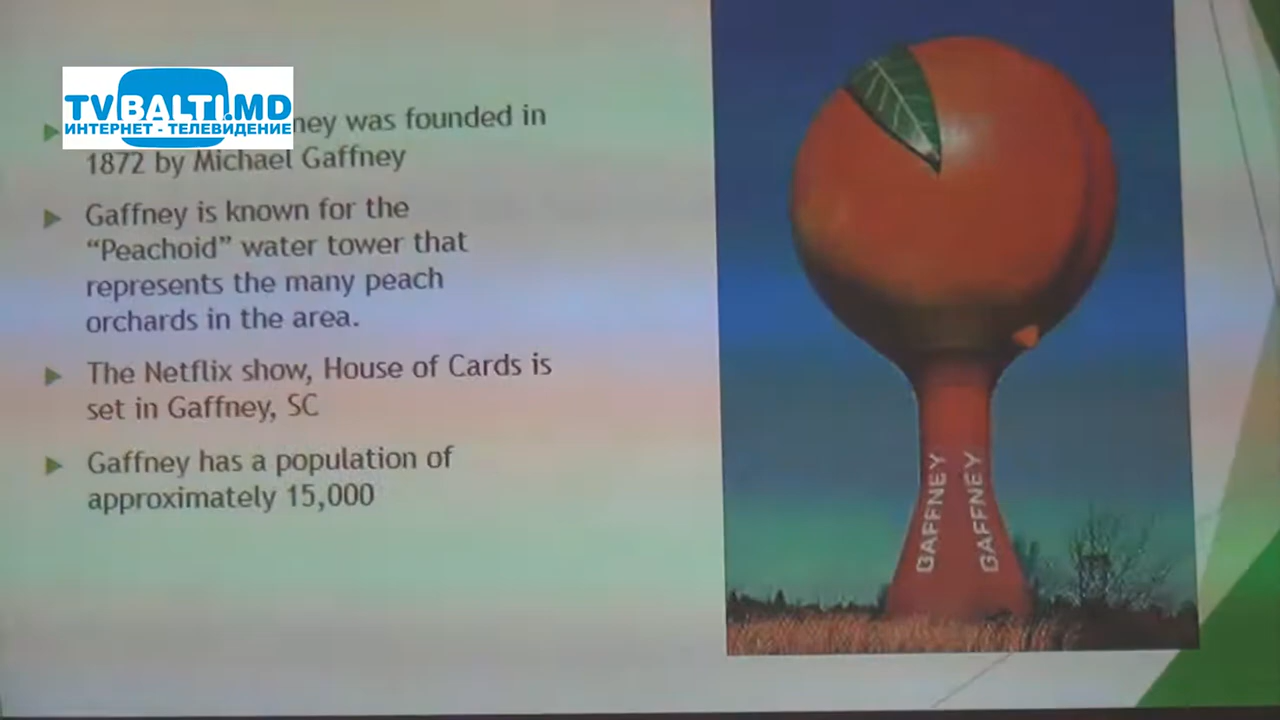 TVBALTI.MD
ИНТЕРНЕТ - ТЕЛЕВИДЕНИЕ
ney was founded in
1872 by Michael Gaffney
Gaffney is known for the
“Peachoid” water tower that
represents the many peach
orchards in the area.
The Netflix show, House of Cards is
set in Gaffney, SC
Gaffney has a population of
approximately 15,000
GAFFNEY
GAFFNEY